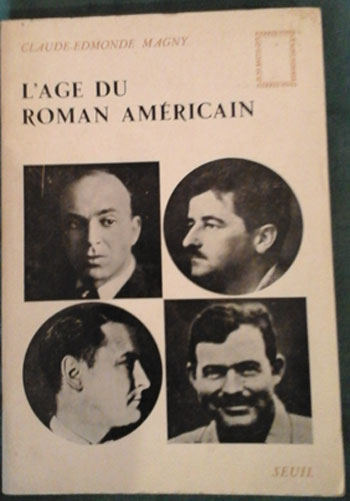 CLAUDE-EDMONDE MAGNY
L'AGE DU
ROMAN AMÉRICAIN
SEUIL